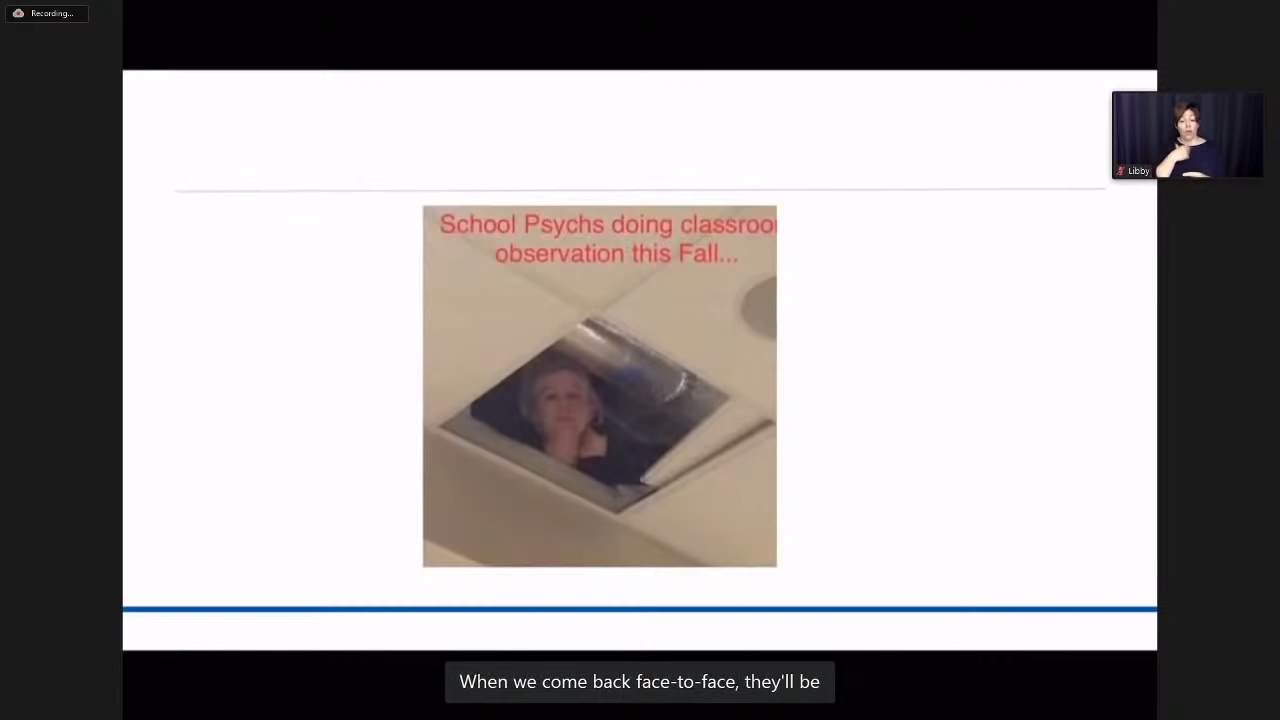 Recording...
Libby
School Psychs doing classroo
observation this Fall...
When we come back face-to-face, they'll be